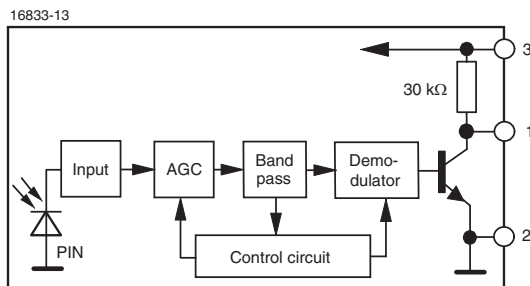 16833-13
3
30 kΩ
1
Input
AGC
Band
pass
Demo-
dulator
PIN
Control circuit
2